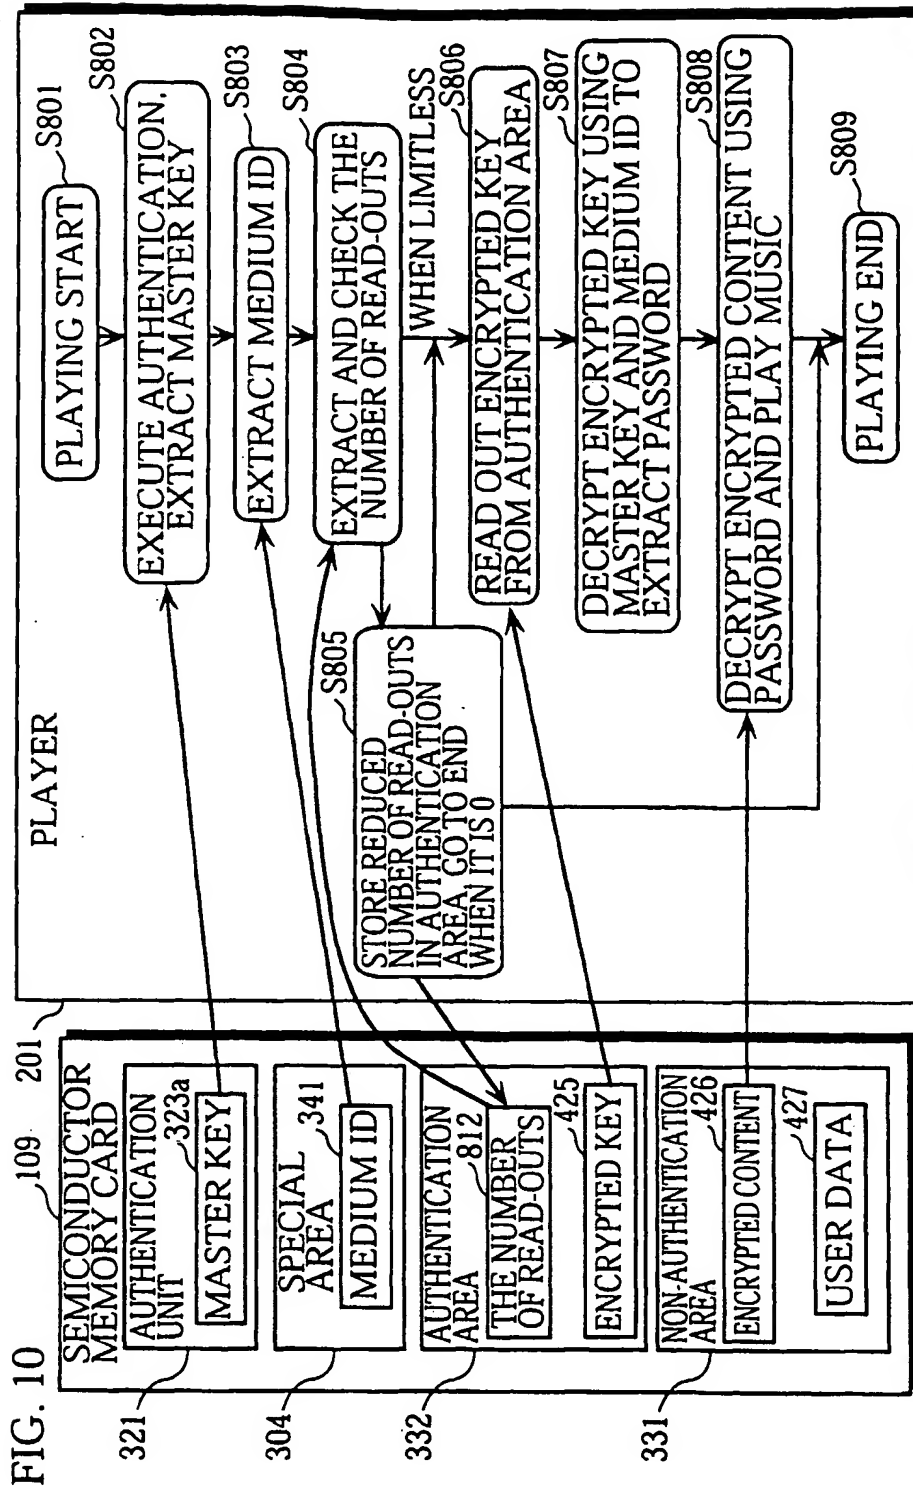 FIG. 10
109
SEMICONDUCTOR
MEMORY CARD
321
AUTHENTICATION
UNIT
323a
MASTER KEY
304
SPECIAL
AREA
341
MEDIUM ID
332
AUTHENTICATION
AREA
812
THE NUMBER
OF READ-OUTS
425
ENCRYPTED KEY
331
NON-AUTHENTICATION
AREA
426
ENCRYPTED CONTENT
427
USER DATA
201
PLAYER
S801
PLAYING START
S802
EXECUTE AUTHENTICATION,
EXTRACT MASTER KEY
S803
EXTRACT MEDIUM ID
S804
EXTRACT AND CHECK THE
NUMBER OF READ-OUTS
WHEN LIMITLESS
S805
STORE REDUCED
NUMBER OF READ-OUTS
IN AUTHENTICATION
AREA, GO TO END
WHEN IT IS 0
S806
READ OUT ENCRYPTED KEY
FROM AUTHENTICATION AREA
S807
DECRYPT ENCRYPTED KEY USING
MASTER KEY AND MEDIUM ID TO
EXTRACT PASSWORD
S808
DECRYPT ENCRYPTED CONTENT USING
PASSWORD AND PLAY MUSIC
S809
PLAYING END